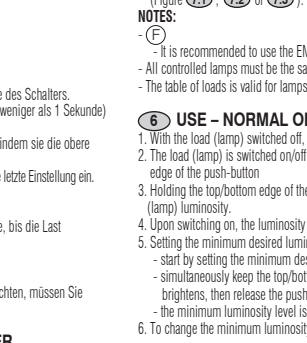 e des Schalters.
weniger als 1 Sekunde)
indem sie die obere
e letzte Einstellung ein.
e, bis die Last
chten, müssen Sie
ER
(Figure 7.1, 7.2 or 7.3).
NOTES:
- F
- It is recommended to use the EM
- All controlled lamps must be the sa
- The table of loads is valid for lamps
6 USE – NORMAL O
1. With the load (lamp) switched off,
2. The load (lamp) is switched on/off
edge of the push-button
3. Holding the top/bottom edge of the
(lamp) luminosity.
4. Upon switching on, the luminosity
5. Setting the minimum desired lumi
- start by setting the minimum des
- simultaneously keep the top/bot
brightens, then release the push
- the minimum luminosity level is
6. To change the minimum luminosity